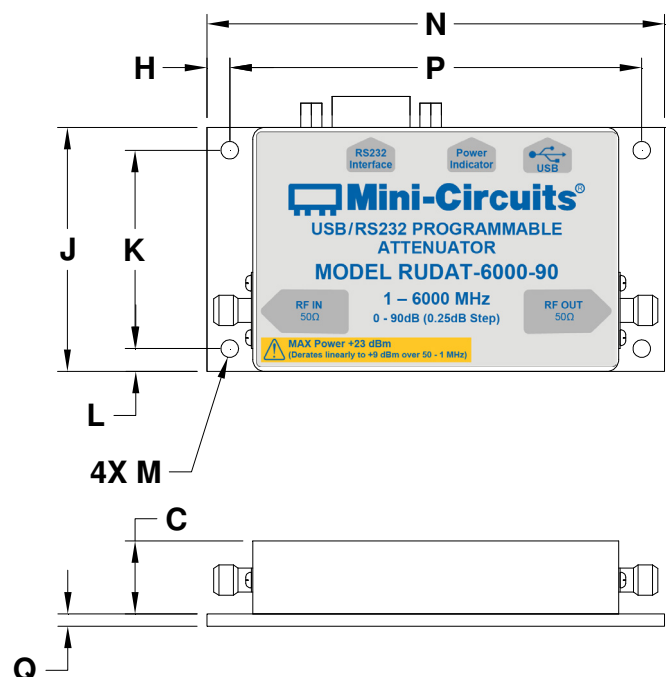 N
H
P
RS232
Interface
Power
Indicator
USB
Mini-Circuits®
USB/RS232 PROGRAMMABLE
ATTENUATOR
MODEL RUDAT-6000-90
J
K
RF IN
50Ω
1 – 6000 MHz
0 - 90dB (0.25dB Step)
RF OUT
50Ω
MAX Power +23 dBm
(Derates linearly to +9 dBm over 50 - 1 MHz)
L
4X M
C
Q